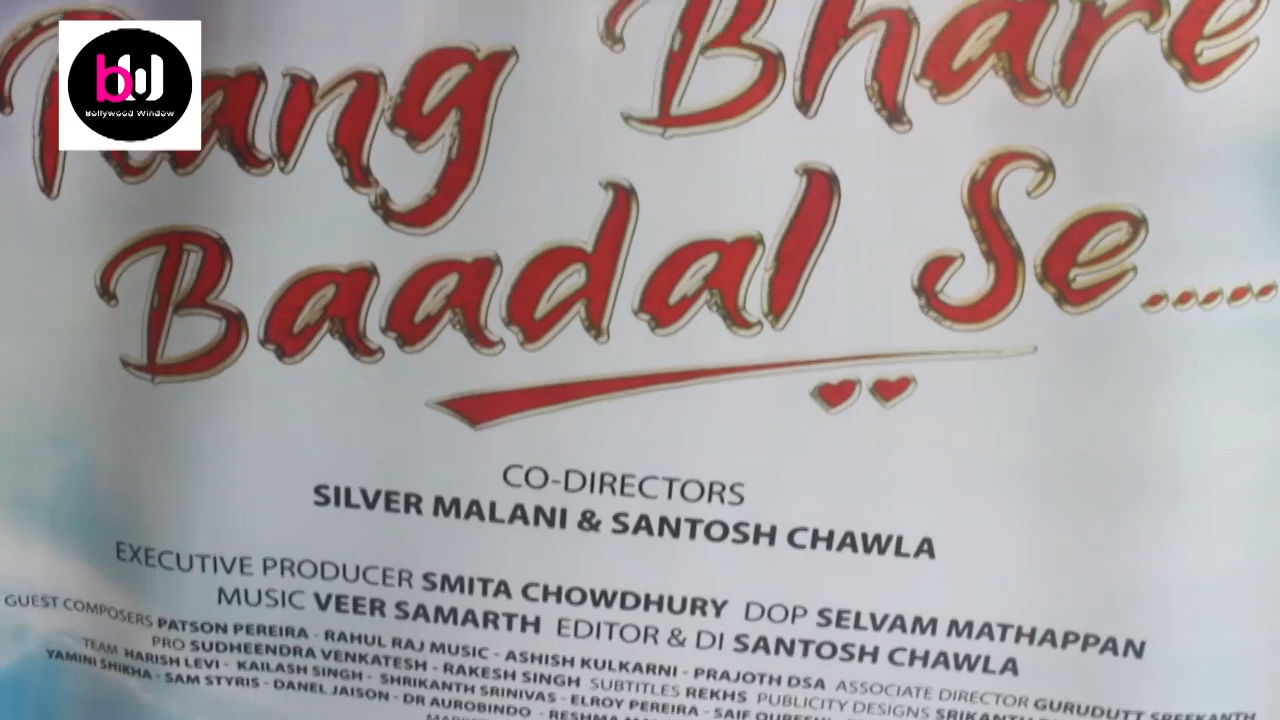 bW
Bollywood Window
Rang Bhare
Baadal Se.....
CO-DIRECTORS
SILVER MALANI & SANTOSH CHAWLA
EXECUTIVE PRODUCER SMITA CHOWDHURY DOP SELVAM MATHAPPAN
MUSIC VEER SAMARTH EDITOR & DI SANTOSH CHAWLA
GUEST COMPOSERS PATSON PEREIRA - RAHUL RAJ MUSIC - ASHISH KULKARNI - PRAJOTH DSA ASSOCIATE DIRECTOR GURUDUTT SREEKANTH
PRO SUDHEENDRA VENKATESH - RAKESH SINGH SUBTITLES REKHS PUBLICITY DESIGNS
TEAM HARISH LEVI - KAILASH SINGH - SHRIKANTH SRINIVAS - ELROY PEREIRA - SAIF
YAMINI SHIKHA - SAM STYRIS - DANEL JAISON - DR AUROBINDO - RESHMA